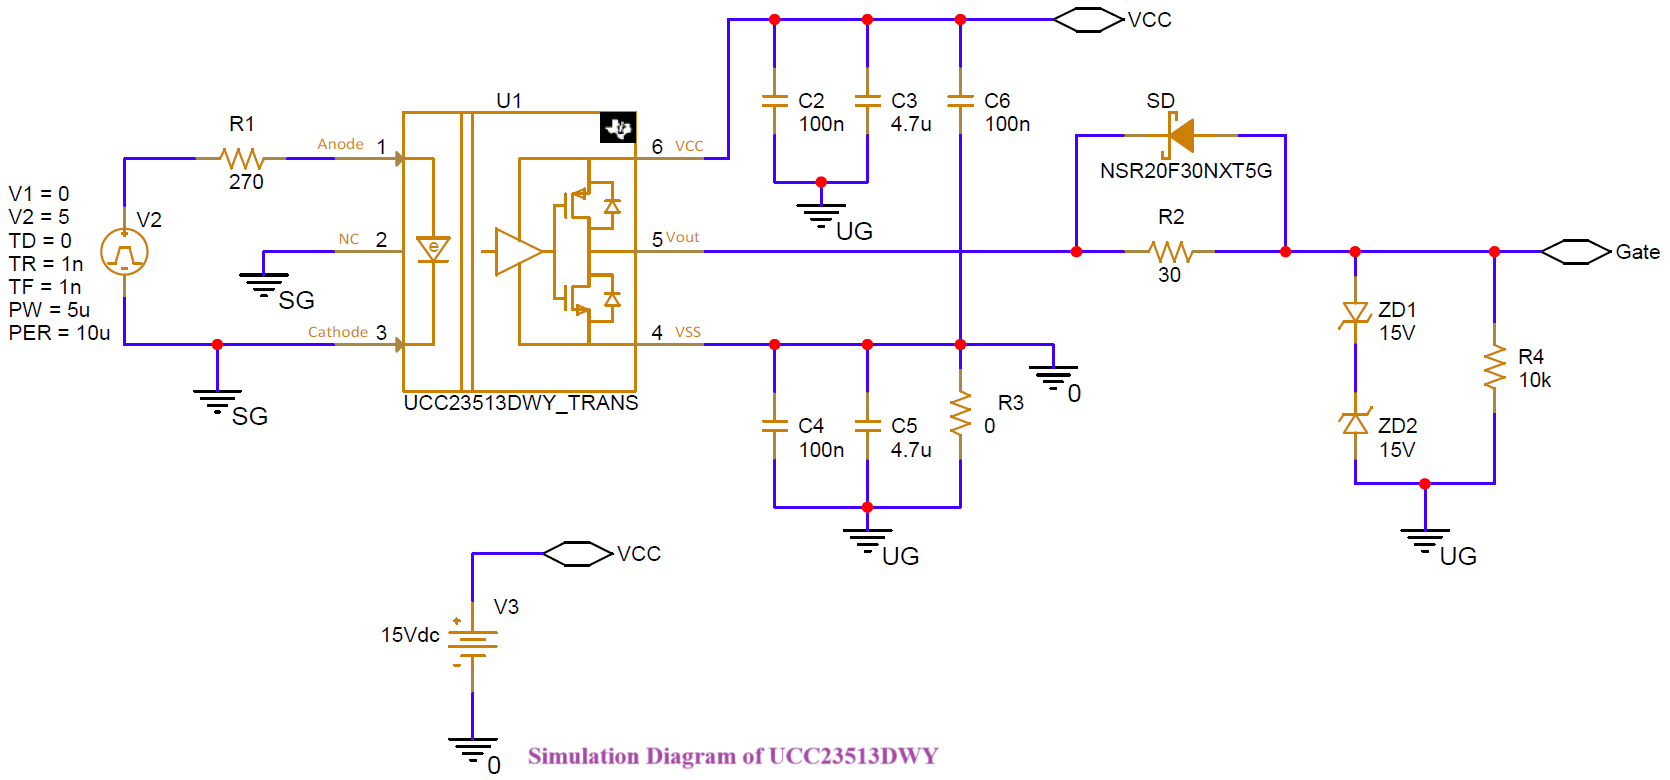 VCC
U1
SD
C2
100n
C3
4.7u
C6
100n
R1
270
Anode 1
6 VCC
NSR20F30NXT5G
V1 = 0
V2 = 5
TD = 0
TR = 1n
TF = 1n
PW = 5u
PER = 10u
V2
NC 2
e
5 Vout
UG
R2
30
Gate
SG
Cathode 3
4 VSS
ZD1
15V
R4
10k
SG
UCC23513DWY_TRANS
0
C4
100n
C5
4.7u
R3
0
ZD2
15V
UG
UG
VCC
V3
15Vdc
0
Simulation Diagram of UCC23513DWY